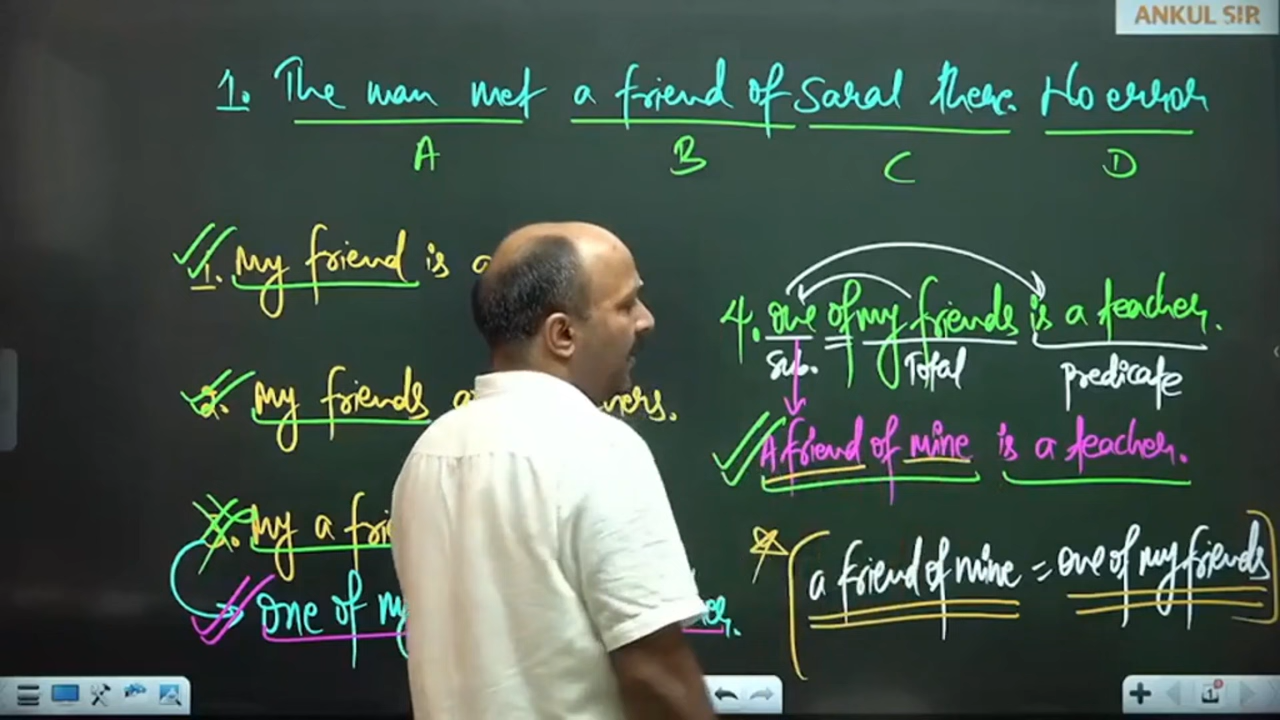 ANKUL SIR
1. The man met a friend of Saral there. No error
A B C D
1. My friend is a
2. My friends a
3. My a fri
One of my
4. one of my friends is a teacher.
Sub. Total predicate
A friend of mine is a teacher.
a friend of mine = one of my friends